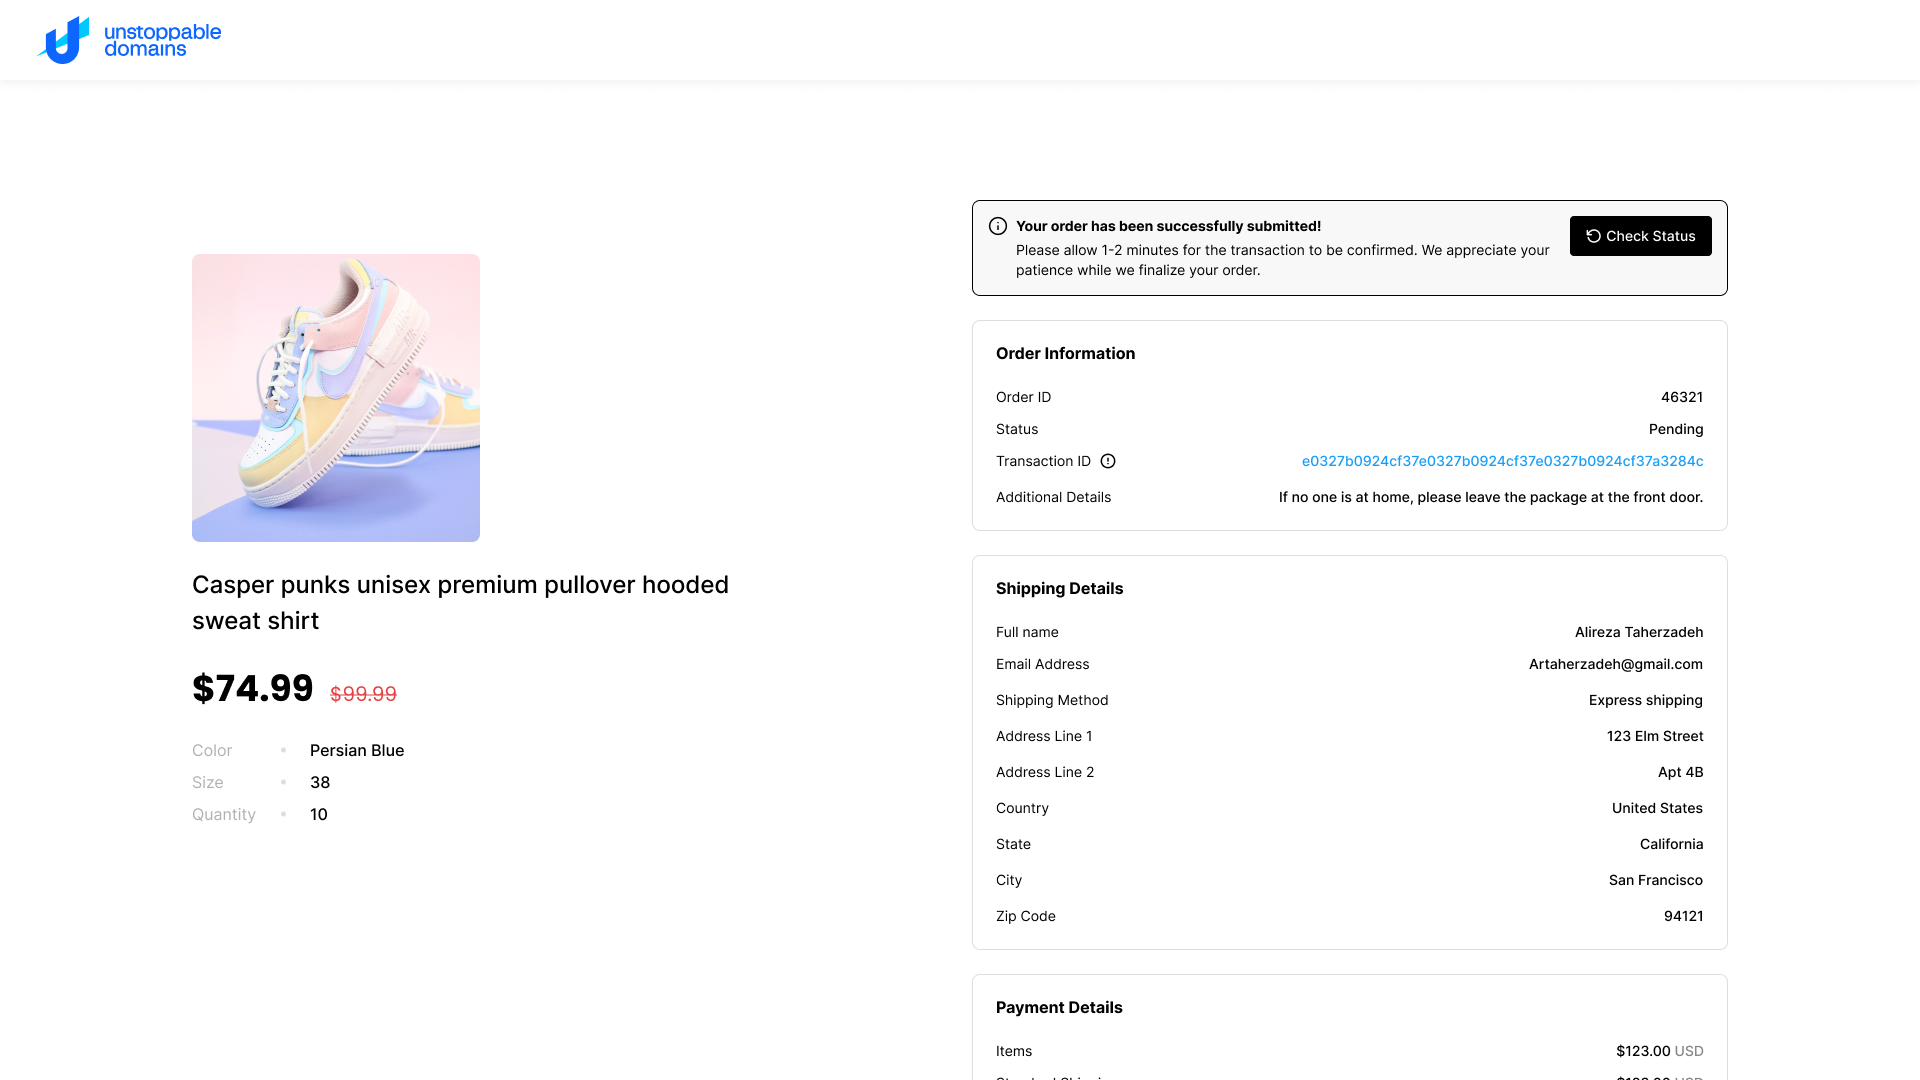 unstoppable
domains
Your order has been successfully submitted!
Please allow 1-2 minutes for the transaction to be confirmed. We appreciate your
patience while we finalize your order.
Check Status
Casper punks unisex premium pullover hooded
sweat shirt
$74.99 $99.99
Color • Persian Blue
Size • 38
Quantity • 10
Order Information
Order ID 46321
Status Pending
Transaction ID e0327b0924cf37e0327b0924cf37e0327b0924cf37a3284c
Additional Details If no one is at home, please leave the package at the front door.
Shipping Details
Full name Alireza Taherzadeh
Email Address Artaherzadeh@gmail.com
Shipping Method Express shipping
Address Line 1 123 Elm Street
Address Line 2 Apt 4B
Country United States
State California
City San Francisco
Zip Code 94121
Payment Details
Items $123.00 USD